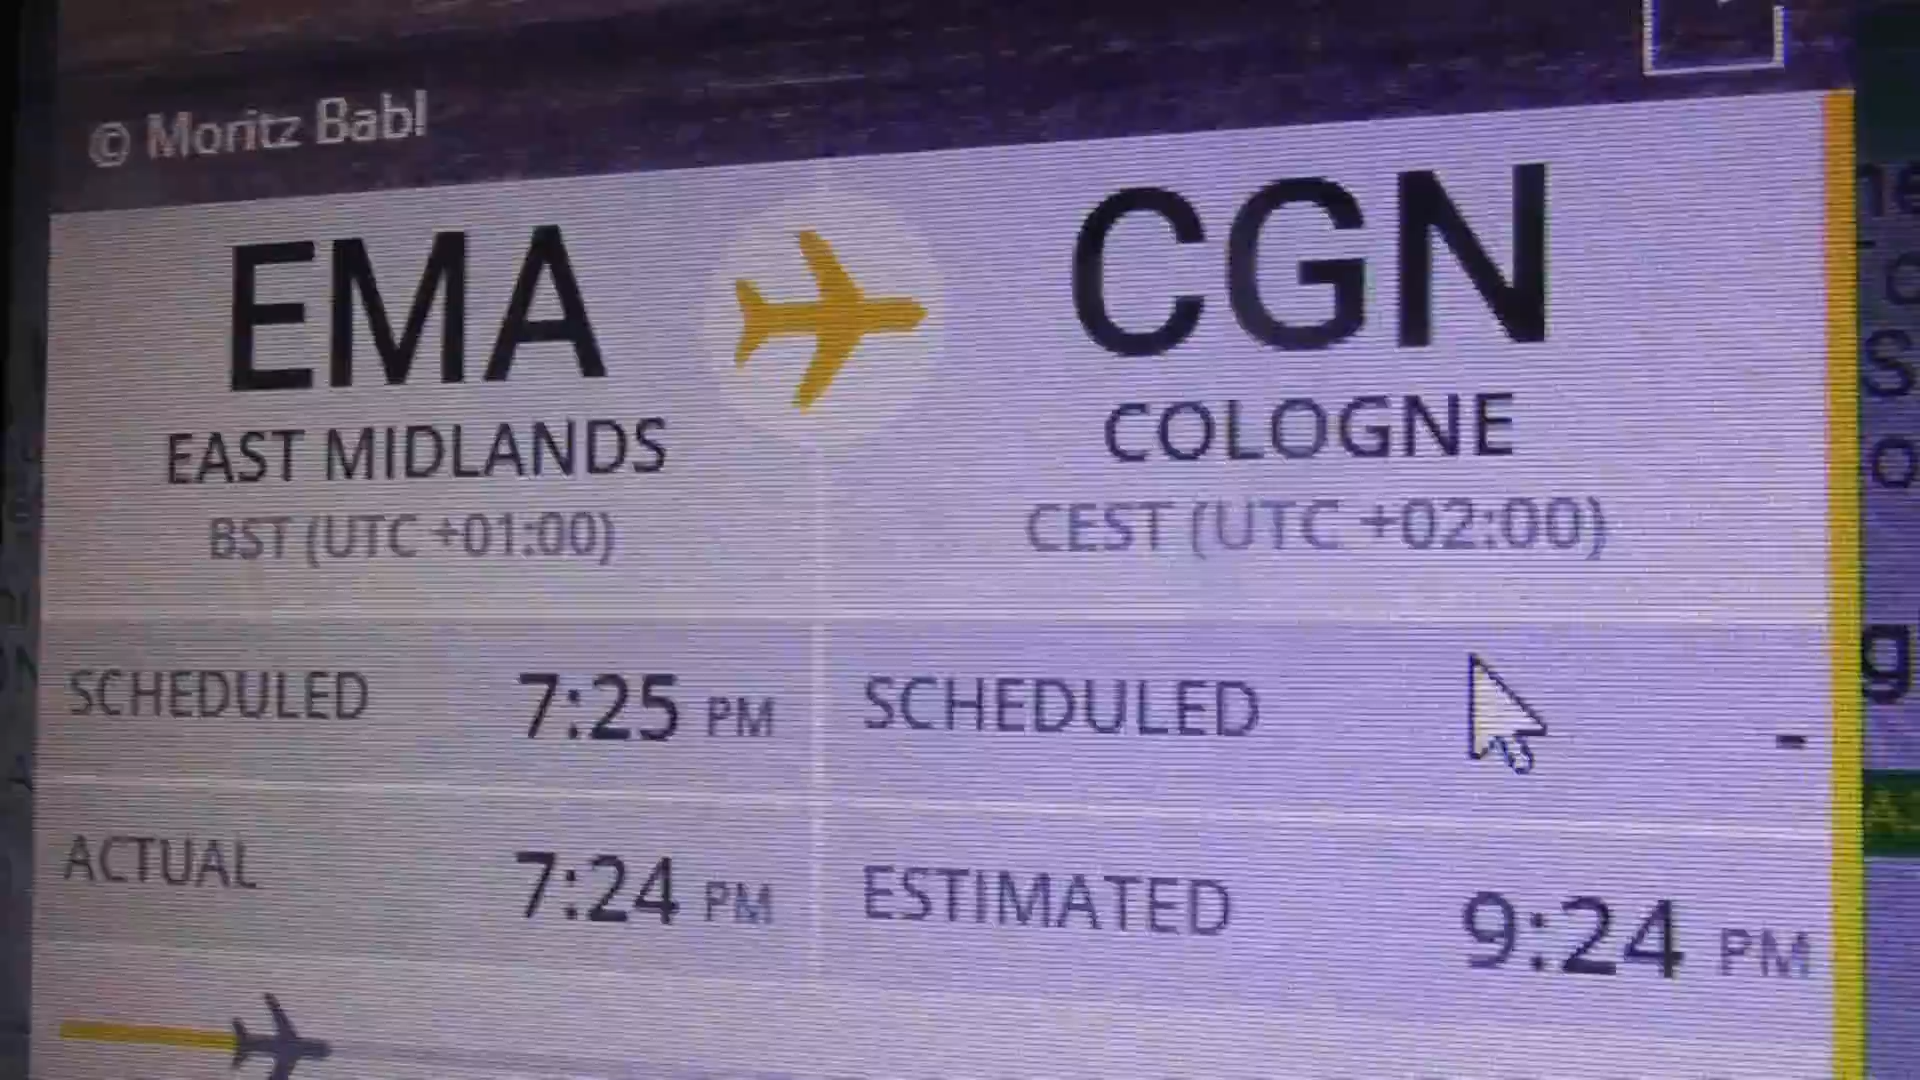 © Moritz Babl
EMA CGN
EAST MIDLANDS COLOGNE
BST (UTC +01:00) CEST (UTC +02:00)
SCHEDULED 7:25 PM SCHEDULED -
ACTUAL 7:24 PM ESTIMATED 9:24 PM